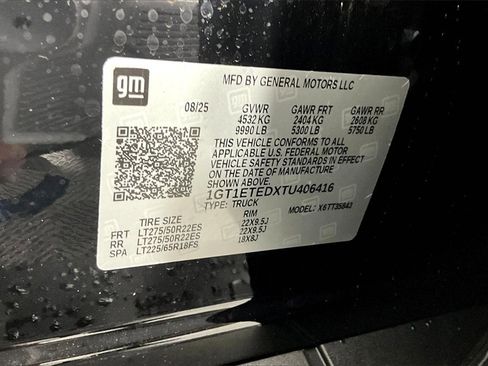 gm
MFD BY GENERAL MOTORS LLC
08/25 GVWR GAWR FRT GAWR RR
4532 KG 2404 KG 2608 KG
9990 LB 5300 LB 5750 LB
THIS VEHICLE CONFORMS TO ALL
APPLICABLE U.S. FEDERAL MOTOR
VEHICLE SAFETY STANDARDS IN EFFECT ON
THE DATE OF MANUFACTURE
SHOWN ABOVE.
1GT1ETEDXTU406416
TYPE: TRUCK MODEL: X6TT35843
TIRE SIZE RIM
FRT LT275/50R22ES 22X9.5J
RR LT275/50R22ES 22X9.5J
SPA LT225/65R18FS 18X8J